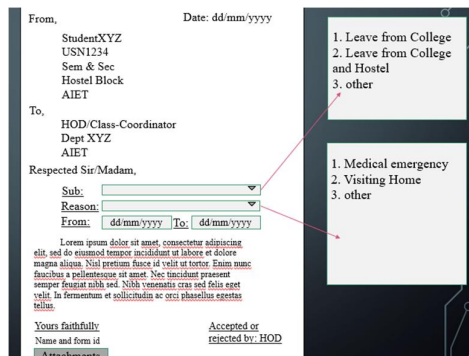 From,
Date: dd/mm/yyyy
StudentXYZ
USN1234
Sem & Sec
Hostel Block
AIET
To,
HOD/Class-Coordinator
Dept XYZ
AIET
Respected Sir/Madam,
Sub:
Reason:
From: dd/mm/yyyy To: dd/mm/yyyy
Lorem ipsum dolor sit amet, consectetur adipiscing
elit, sed do eiusmod tempor incididunt ut labore et dolore
magna aliqua. Nisl pretium fusce id velit ut tortor. Enim nunc
faucibus a pellentesque sit amet. Nec tincidunt praesent
semper feugiat nibh sed. Nibh venenatis cras sed felis eget
velit. In fermentum et sollicitudin ac orci phasellus egestas
tellus.
Yours faithfully
Name and form id
Attachments
Accepted or
rejected by: HOD
1. Leave from College
2. Leave from College
and Hostel
3. other
1. Medical emergency
2. Visiting Home
3. other